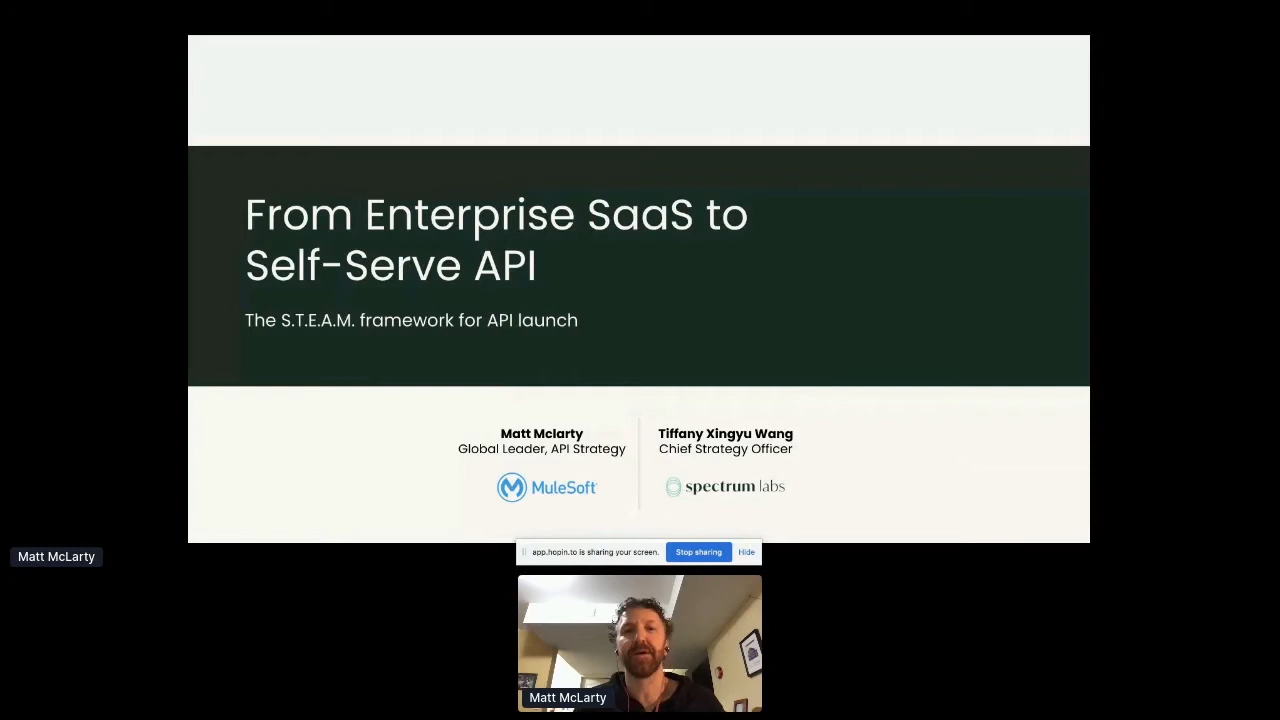 From Enterprise SaaS to
Self-Serve API
The S.T.E.A.M. framework for API launch
Matt Mclarty
Global Leader, API Strategy
MuleSoft
Tiffany Xingyu Wang
Chief Strategy Officer
spectrum labs
app.hopin.to is sharing your screen.
Stop sharing
Hide
Matt McLarty
Matt McLarty